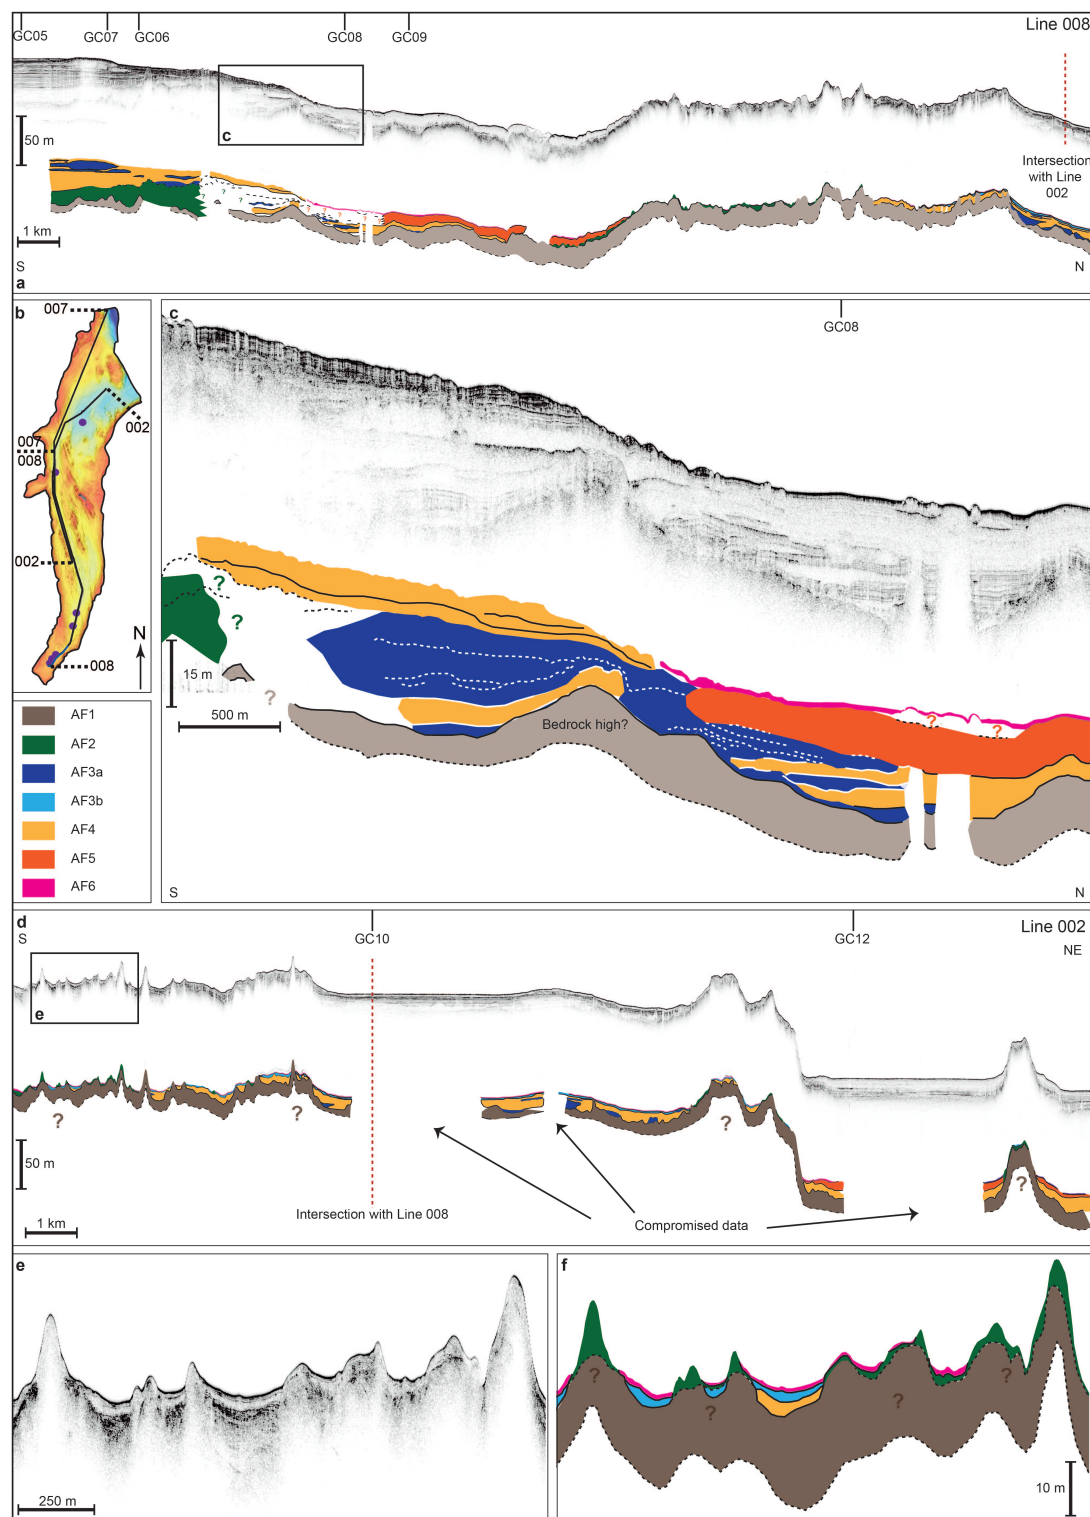 Line 008
GC05
GC07
GC06
GC08
GC09
50 m
c
Intersection
with Line
002
?
?
?
?
?
?
?
1 km
S
N
a
b
007
002
007
008
002
N
008
c
GC08
?
?
?
15 m
500 m
Bedrock high?
?
?
S
N
AF1
AF2
AF3a
AF3b
AF4
AF5
AF6
d
S
GC10
GC12
Line 002
NE
e
?
?
?
?
50 m
1 km
Intersection with Line 008
Compromised data
e
250 m
f
?
?
?
?
10 m